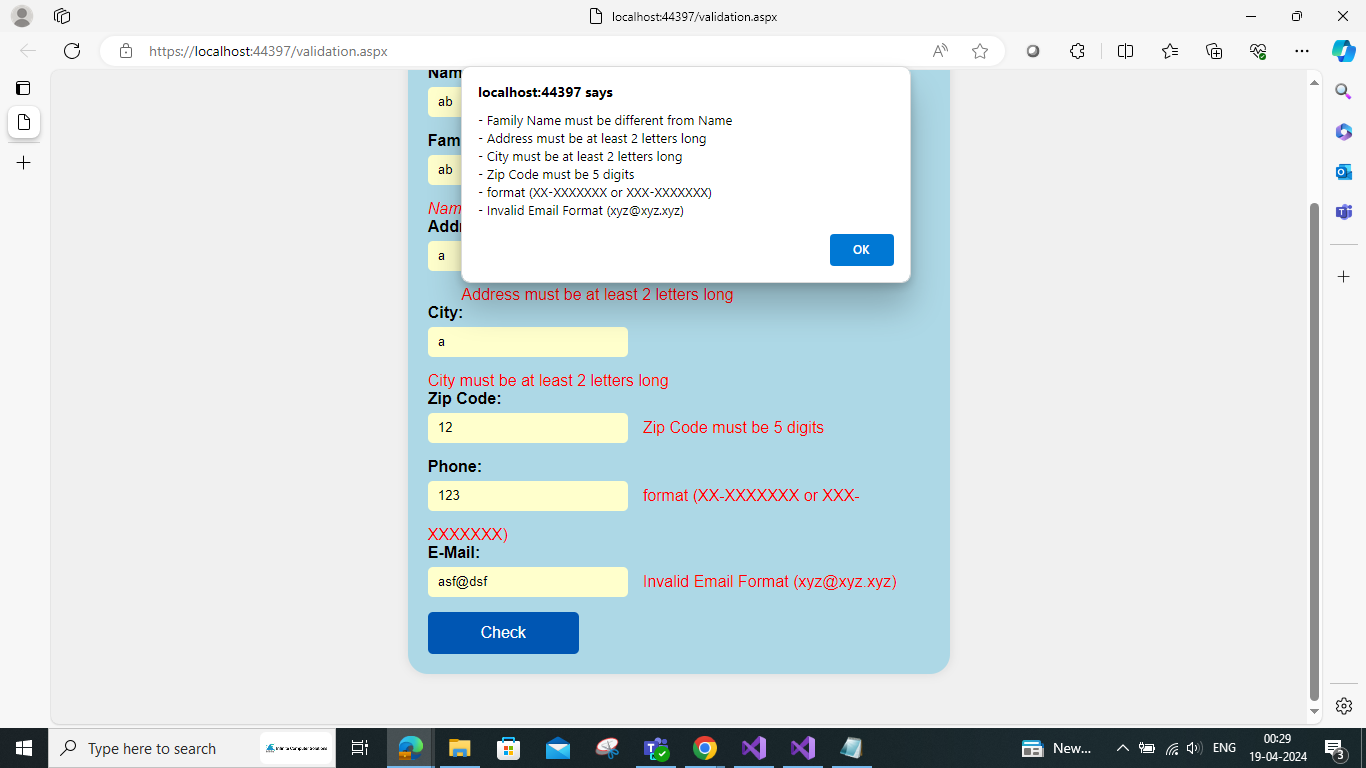 localhost:44397/validation.aspx
https://localhost:44397/validation.aspx
localhost:44397 says
- Family Name must be different from Name
- Address must be at least 2 letters long
- City must be at least 2 letters long
- Zip Code must be 5 digits
- format (XX-XXXXXXX or XXX-XXXXXXX)
- Invalid Email Format (xyz@xyz.xyz)
OK
Nam
ab
Fam
ab
Nam
Addr
a
Address must be at least 2 letters long
City:
a
City must be at least 2 letters long
Zip Code:
12 Zip Code must be 5 digits
Phone:
123 format (XX-XXXXXXX or XXX-
XXXXXXX)
E-Mail:
asf@dsf Invalid Email Format (xyz@xyz.xyz)
Check
Type here to search
Infinite Computer Solutions
New...
ENG
00:29
19-04-2024
3